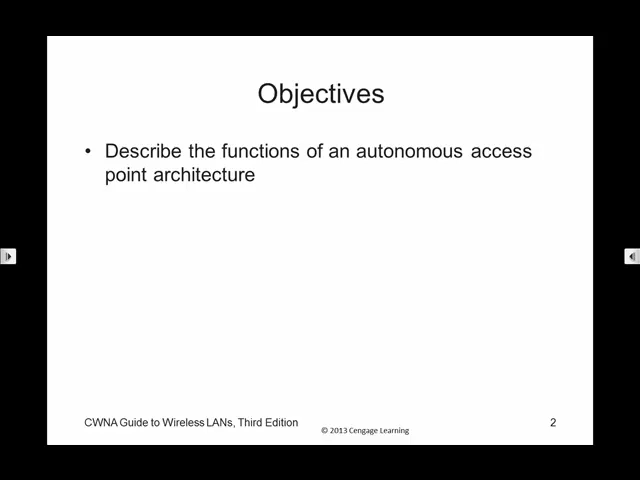 Objectives
• Describe the functions of an autonomous access
point architecture
CWNA Guide to Wireless LANs, Third Edition
© 2013 Cengage Learning
2